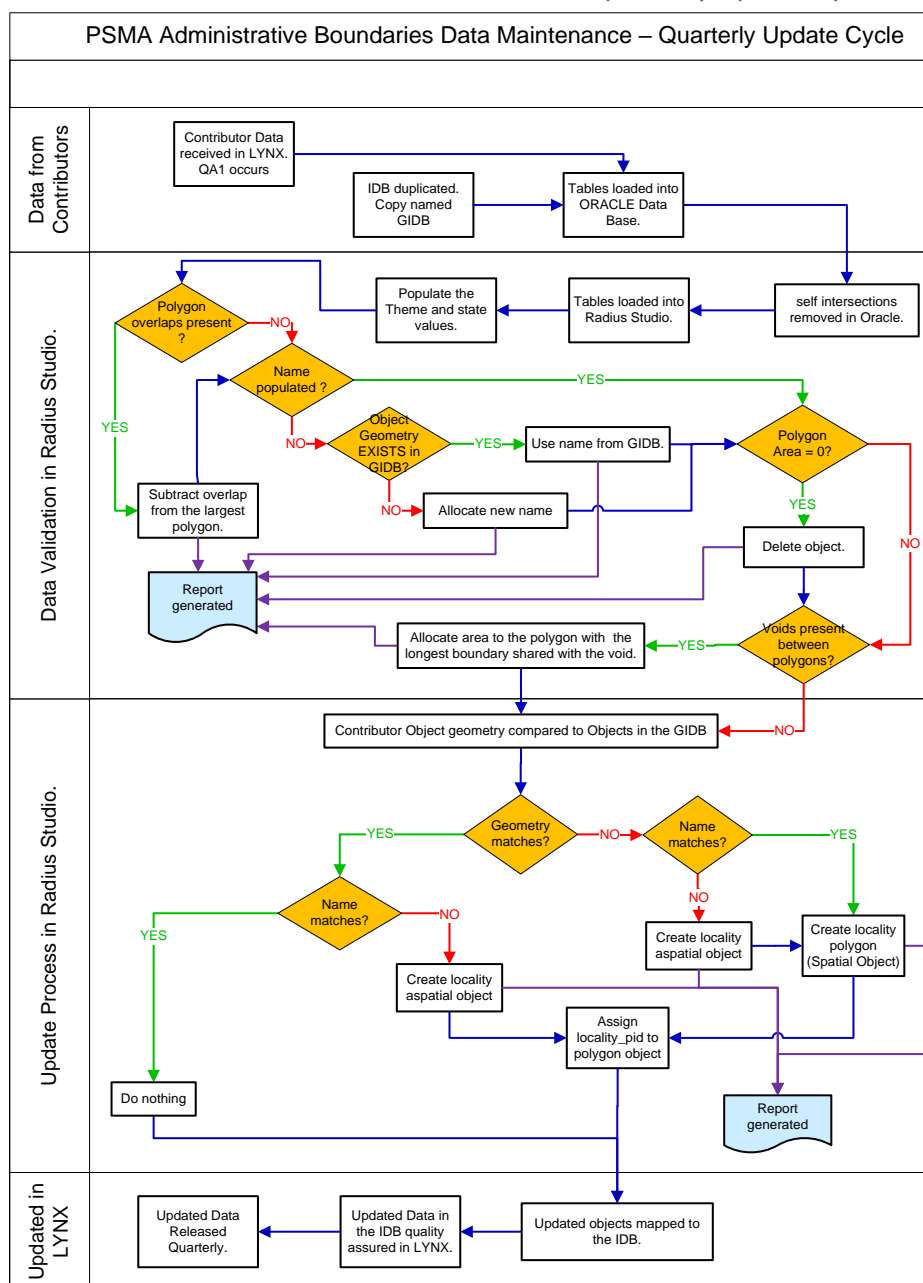 PSMA Administrative Boundaries Data Maintenance – Quarterly Update Cycle
Data from
Contributors
Contributor Data
received in LYNX.
QA1 occurs
IDB duplicated.
Copy named
GIDB
Tables loaded into
ORACLE Data
Base.
Data Validation in Radius Studio.
Polygon
overlaps present
?
Populate the
Theme and state
values.
Tables loaded into
Radius Studio.
self intersections
removed in Oracle.
NO
YES
Name
populated ?
YES
NO
Object
Geometry
EXISTS in
GIDB?
YES
Use name from GIDB.
Polygon
Area = 0?
NO
Allocate new name
Subtract overlap
from the largest
polygon.
YES
NO
Delete object.
Report
generated
Allocate area to the polygon with the
longest boundary shared with the void.
YES
Voids present
between
polygons?
NO
Update Process in Radius Studio.
Contributor Object geometry compared to Objects in the GIDB
Geometry
matches?
YES
NO
Name
matches?
YES
Name
matches?
NO
NO
YES
Create locality
aspatial object
Create locality
aspatial object
Create locality
polygon
(Spatial Object)
Assign
locality_pid to
polygon object
Do nothing
Report
generated
Updated in
LYNX
Updated Data
Released
Quarterly.
Updated Data in
the IDB quality
assured in LYNX.
Updated objects mapped to
the IDB.